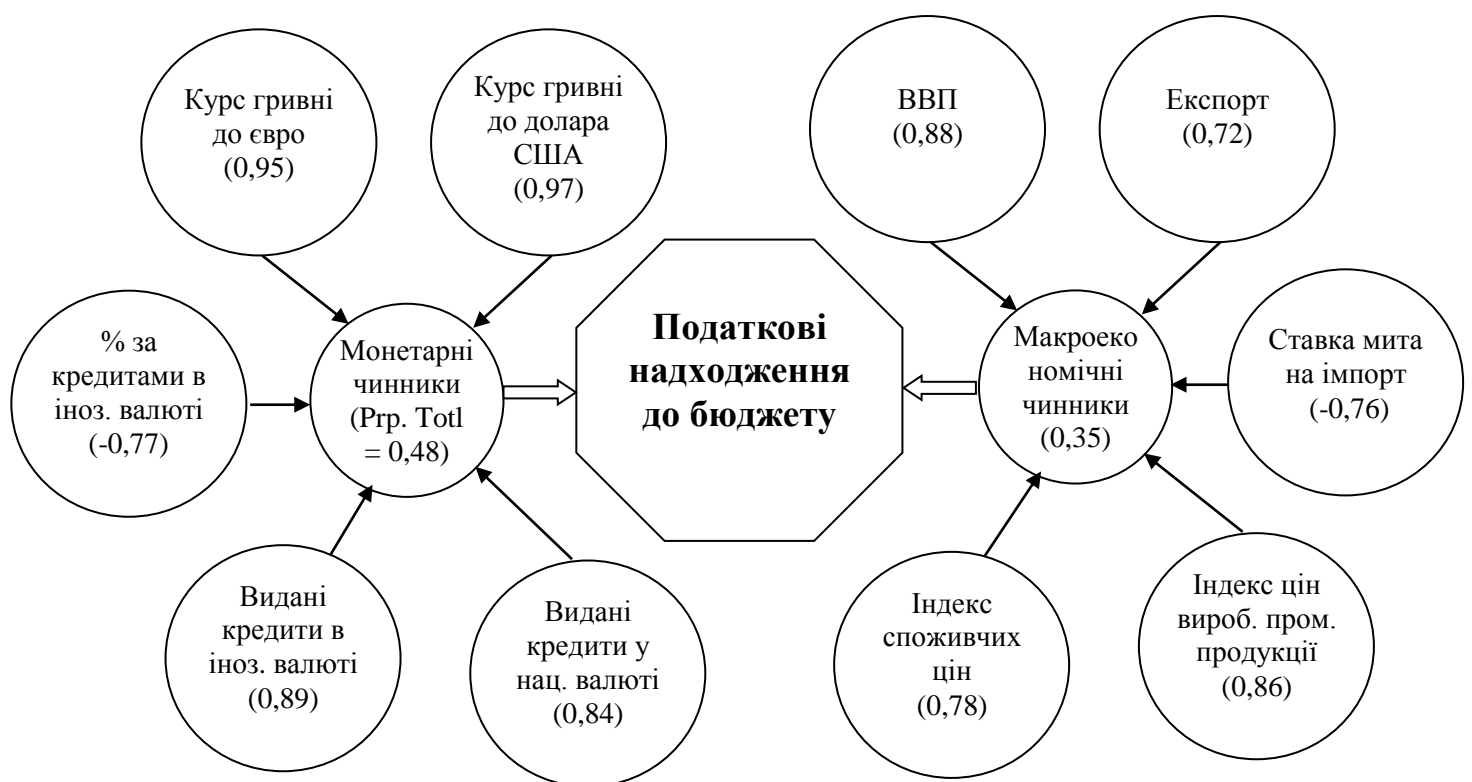 Курс гривні
до євро
(0,95)
Курс гривні
до долара
США
(0,97)
ВВП
(0,88)
Експорт
(0,72)
% за
кредитами в
іноз. валюті
(-0,77)
Монетарні
чинники
(Prp. Totl
= 0,48)
Податкові
надходження
до бюджету
Макроеко
номічні
чинники
(0,35)
Ставка мита
на імпорт
(-0,76)
Видані
кредити в
іноз. валюті
(0,89)
Видані
кредити у
нац. валюті
(0,84)
Індекс
споживчих
цін
(0,78)
Індекс цін
вироб. пром.
продукції
(0,86)